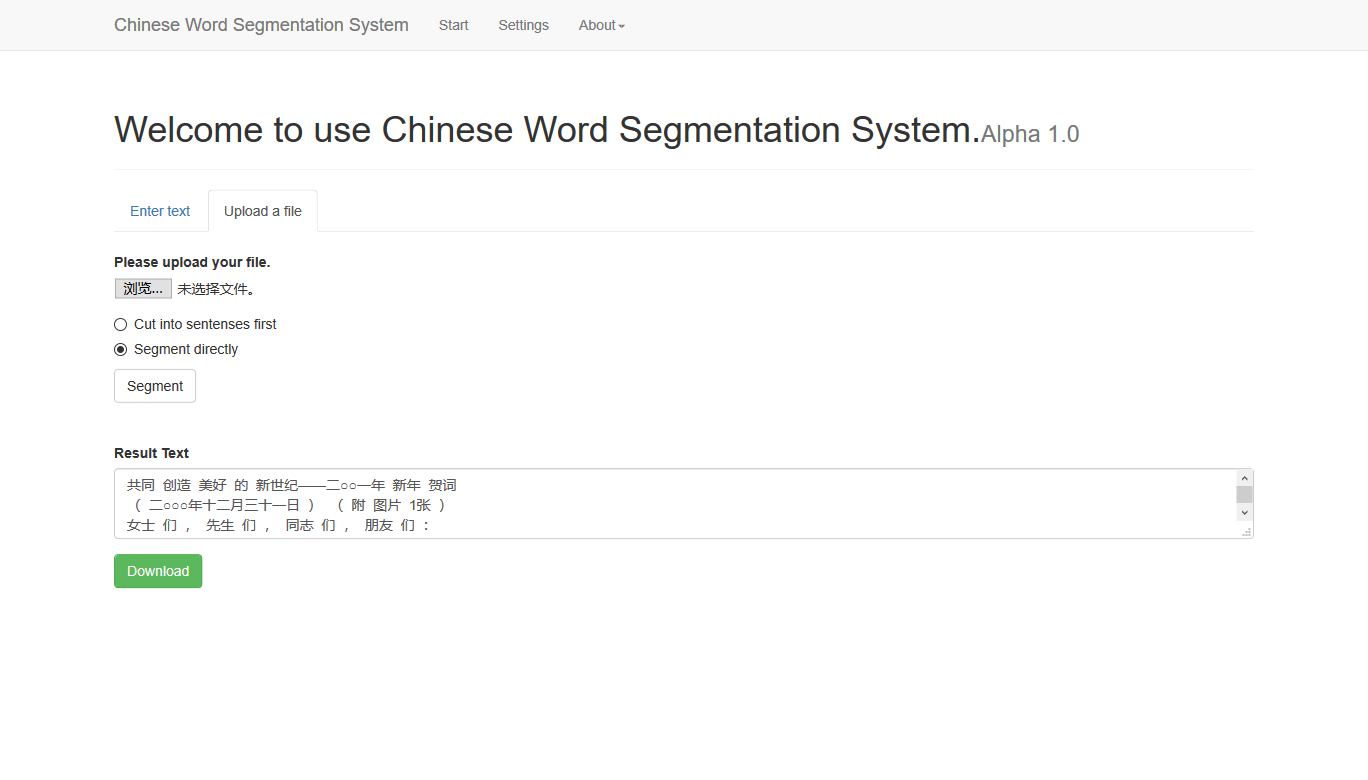 Chinese Word Segmentation System Start Settings About
Welcome to use Chinese Word Segmentation System.Alpha 1.0
Enter text Upload a file
Please upload your file.
浏览... 未选择文件。
Cut into sentenses first
Segment directly
Segment
Result Text
共同 创造 美好 的 新世纪——二○○一年 新年 贺词
（ 二○○○年十二月三十一日 ） （ 附 图片 1张 ）
女士 们 ， 先生 们 ， 同志 们 ， 朋友 们 ：
Download